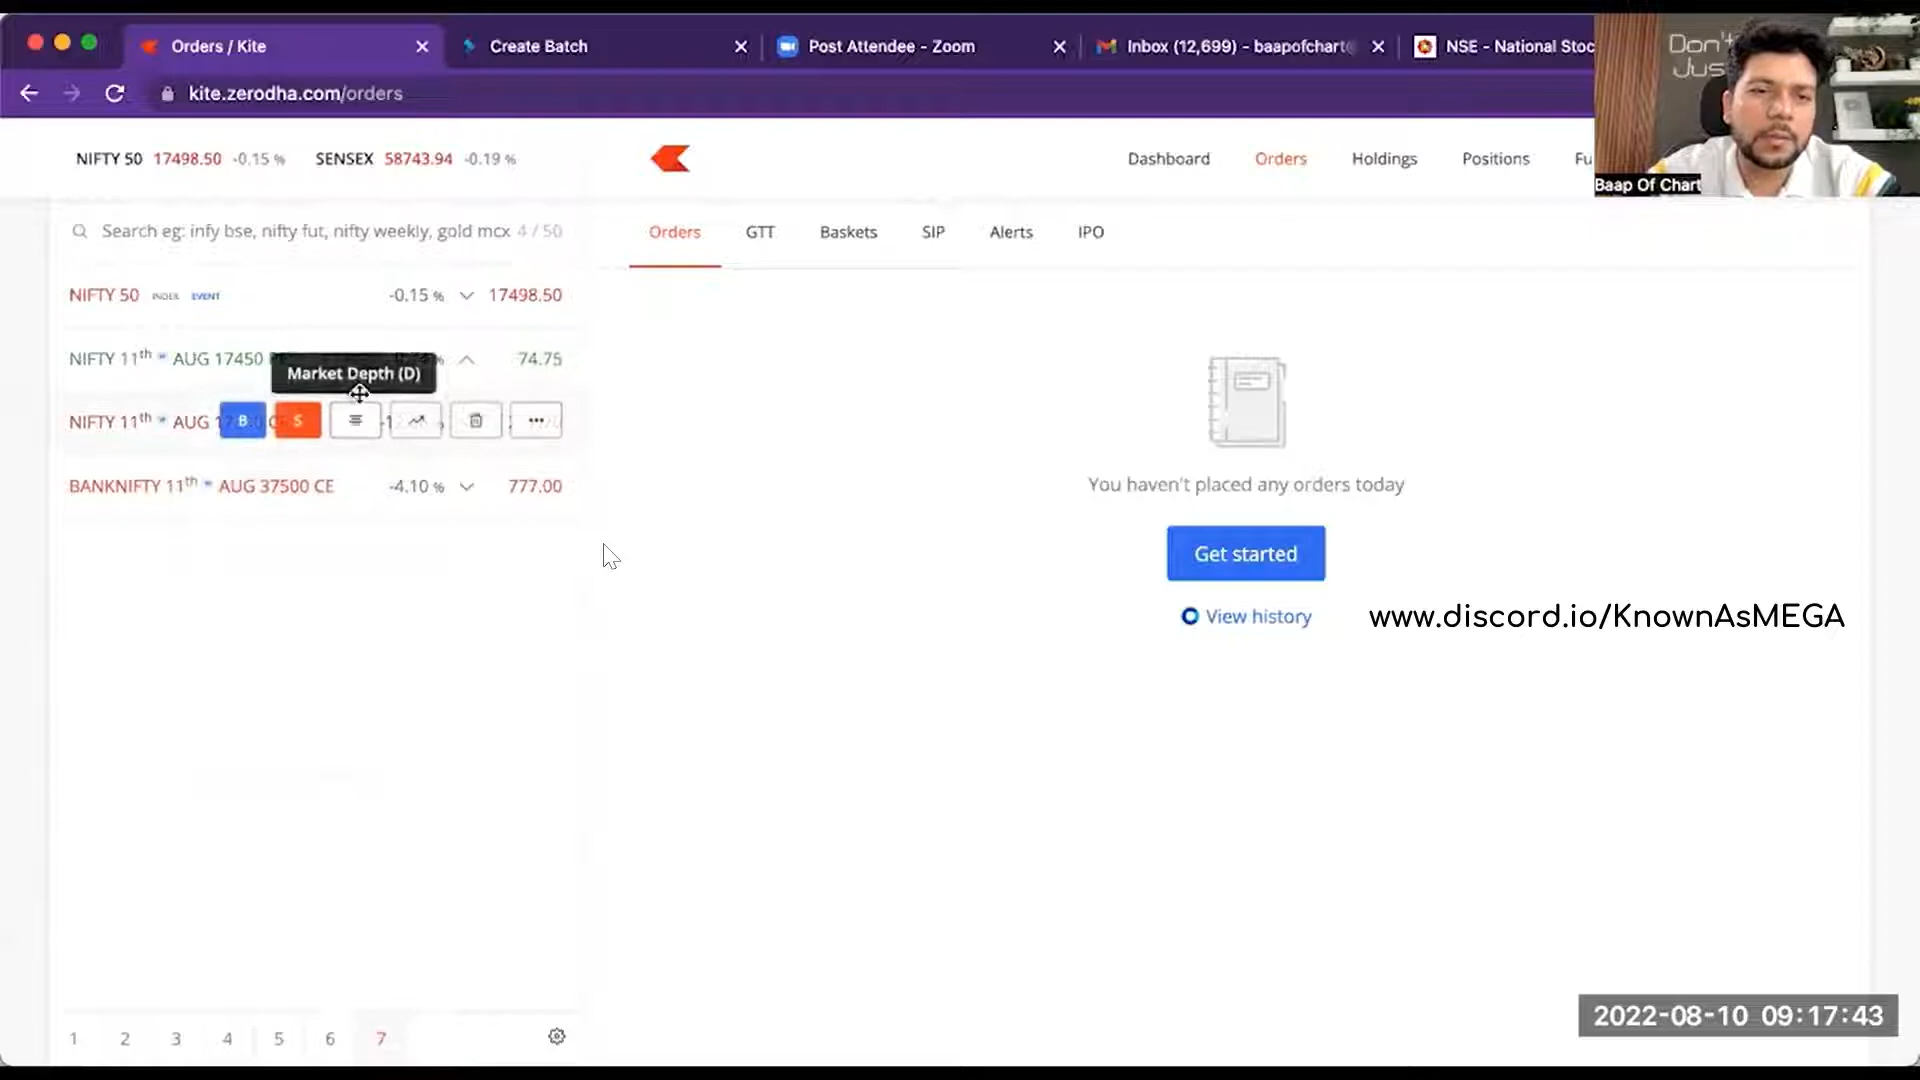 Orders / Kite
Create Batch
Post Attendee - Zoom
Inbox (12,699) - baapofchart
NSE - National Stoc
kite.zerodha.com/orders
Don't
Jus
Baap Of Chart
NIFTY 50 17498.50 -0.15 %
SENSEX 58743.94 -0.19 %
Dashboard
Orders
Holdings
Positions
Fu
Search eg: infy bse, nifty fut, nifty weekly, gold mcx 4 / 50
Orders
GTT
Baskets
SIP
Alerts
IPO
NIFTY 50 INDEX EVENT -0.15 % 17498.50
NIFTY 11th w AUG 17450 % 74.75
Market Depth (D)
NIFTY 11th w AUG B S
BANKNIFTY 11th w AUG 37500 CE -4.10 % 777.00
You haven't placed any orders today
Get started
View history
www.discord.io/KnownAsMEGA
2022-08-10 09:17:43
1 2 3 4 5 6 7